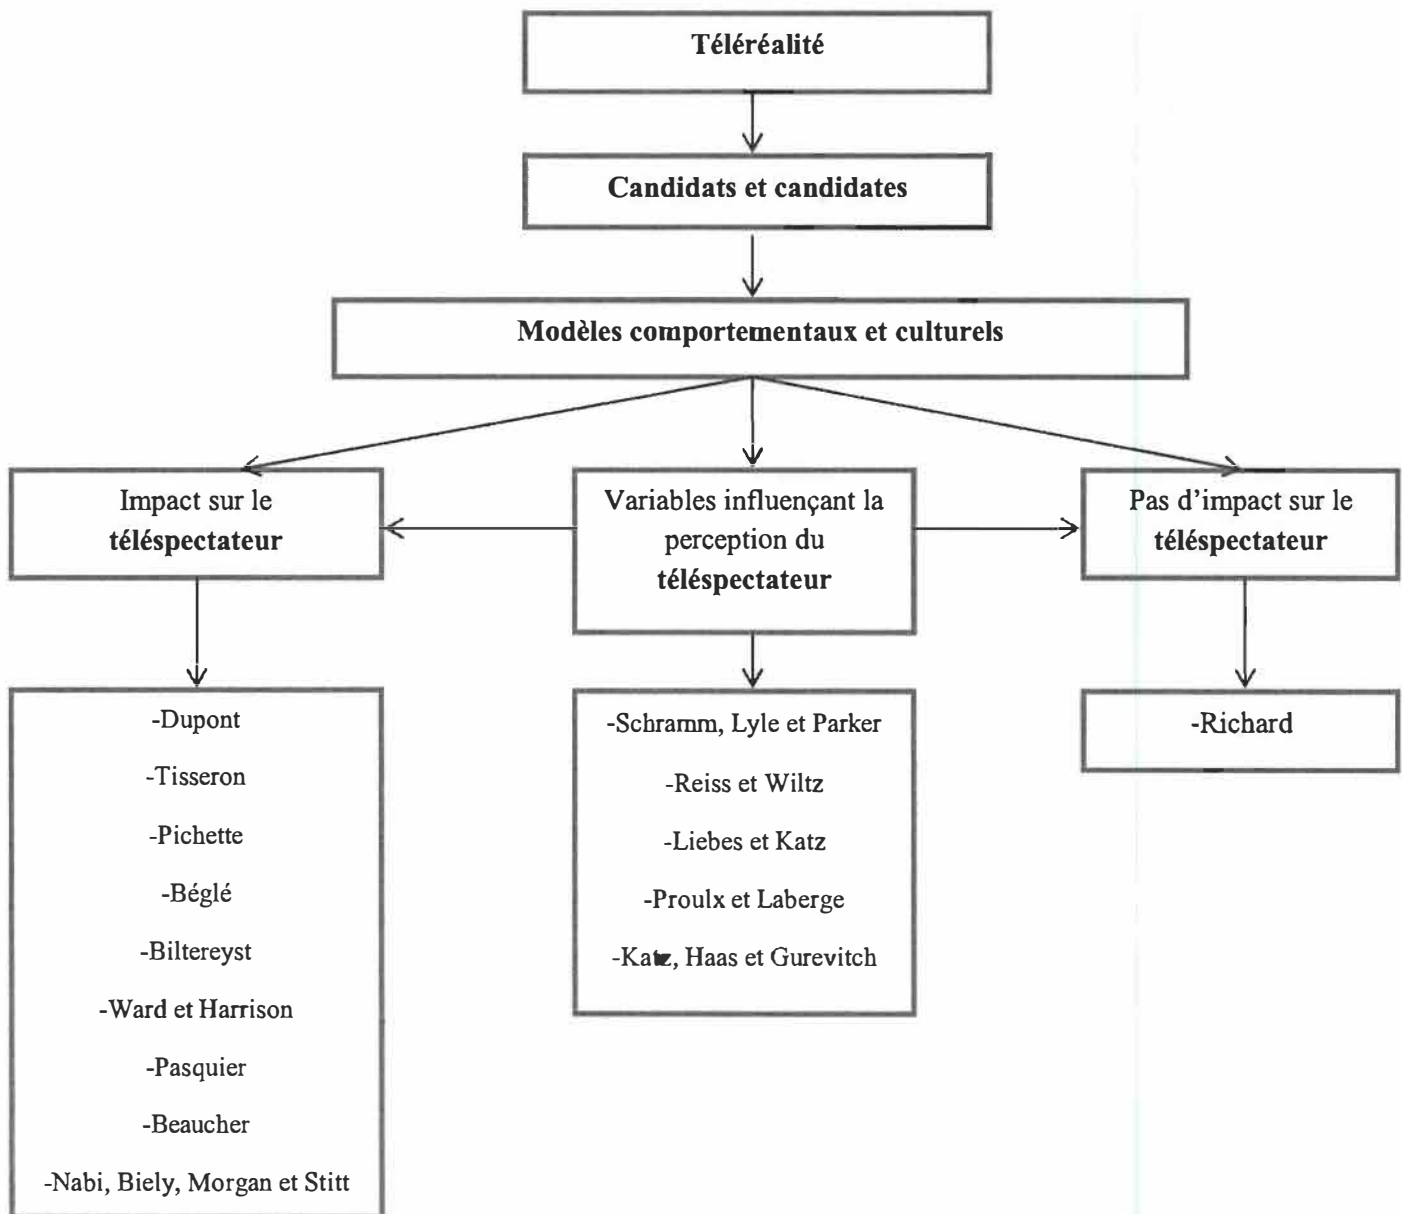 Téléréalité
Candidats et candidates
Modèles comportementaux et culturels
Impact sur le
téléspectateur
Variables influençant la
perception du
téléspectateur
Pas d'impact sur le
téléspectateur
-Dupont
-Tisseron
-Pichette
-Béglé
-Biltereyst
-Ward et Harrison
-Pasquier
-Beaucher
-Nabi, Biely, Morgan et Stitt
-Schramm, Lyle et Parker
-Reiss et Wiltz
-Liebes et Katz
-Proulx et Laberge
-Katz, Haas et Gurevitch
-Richard